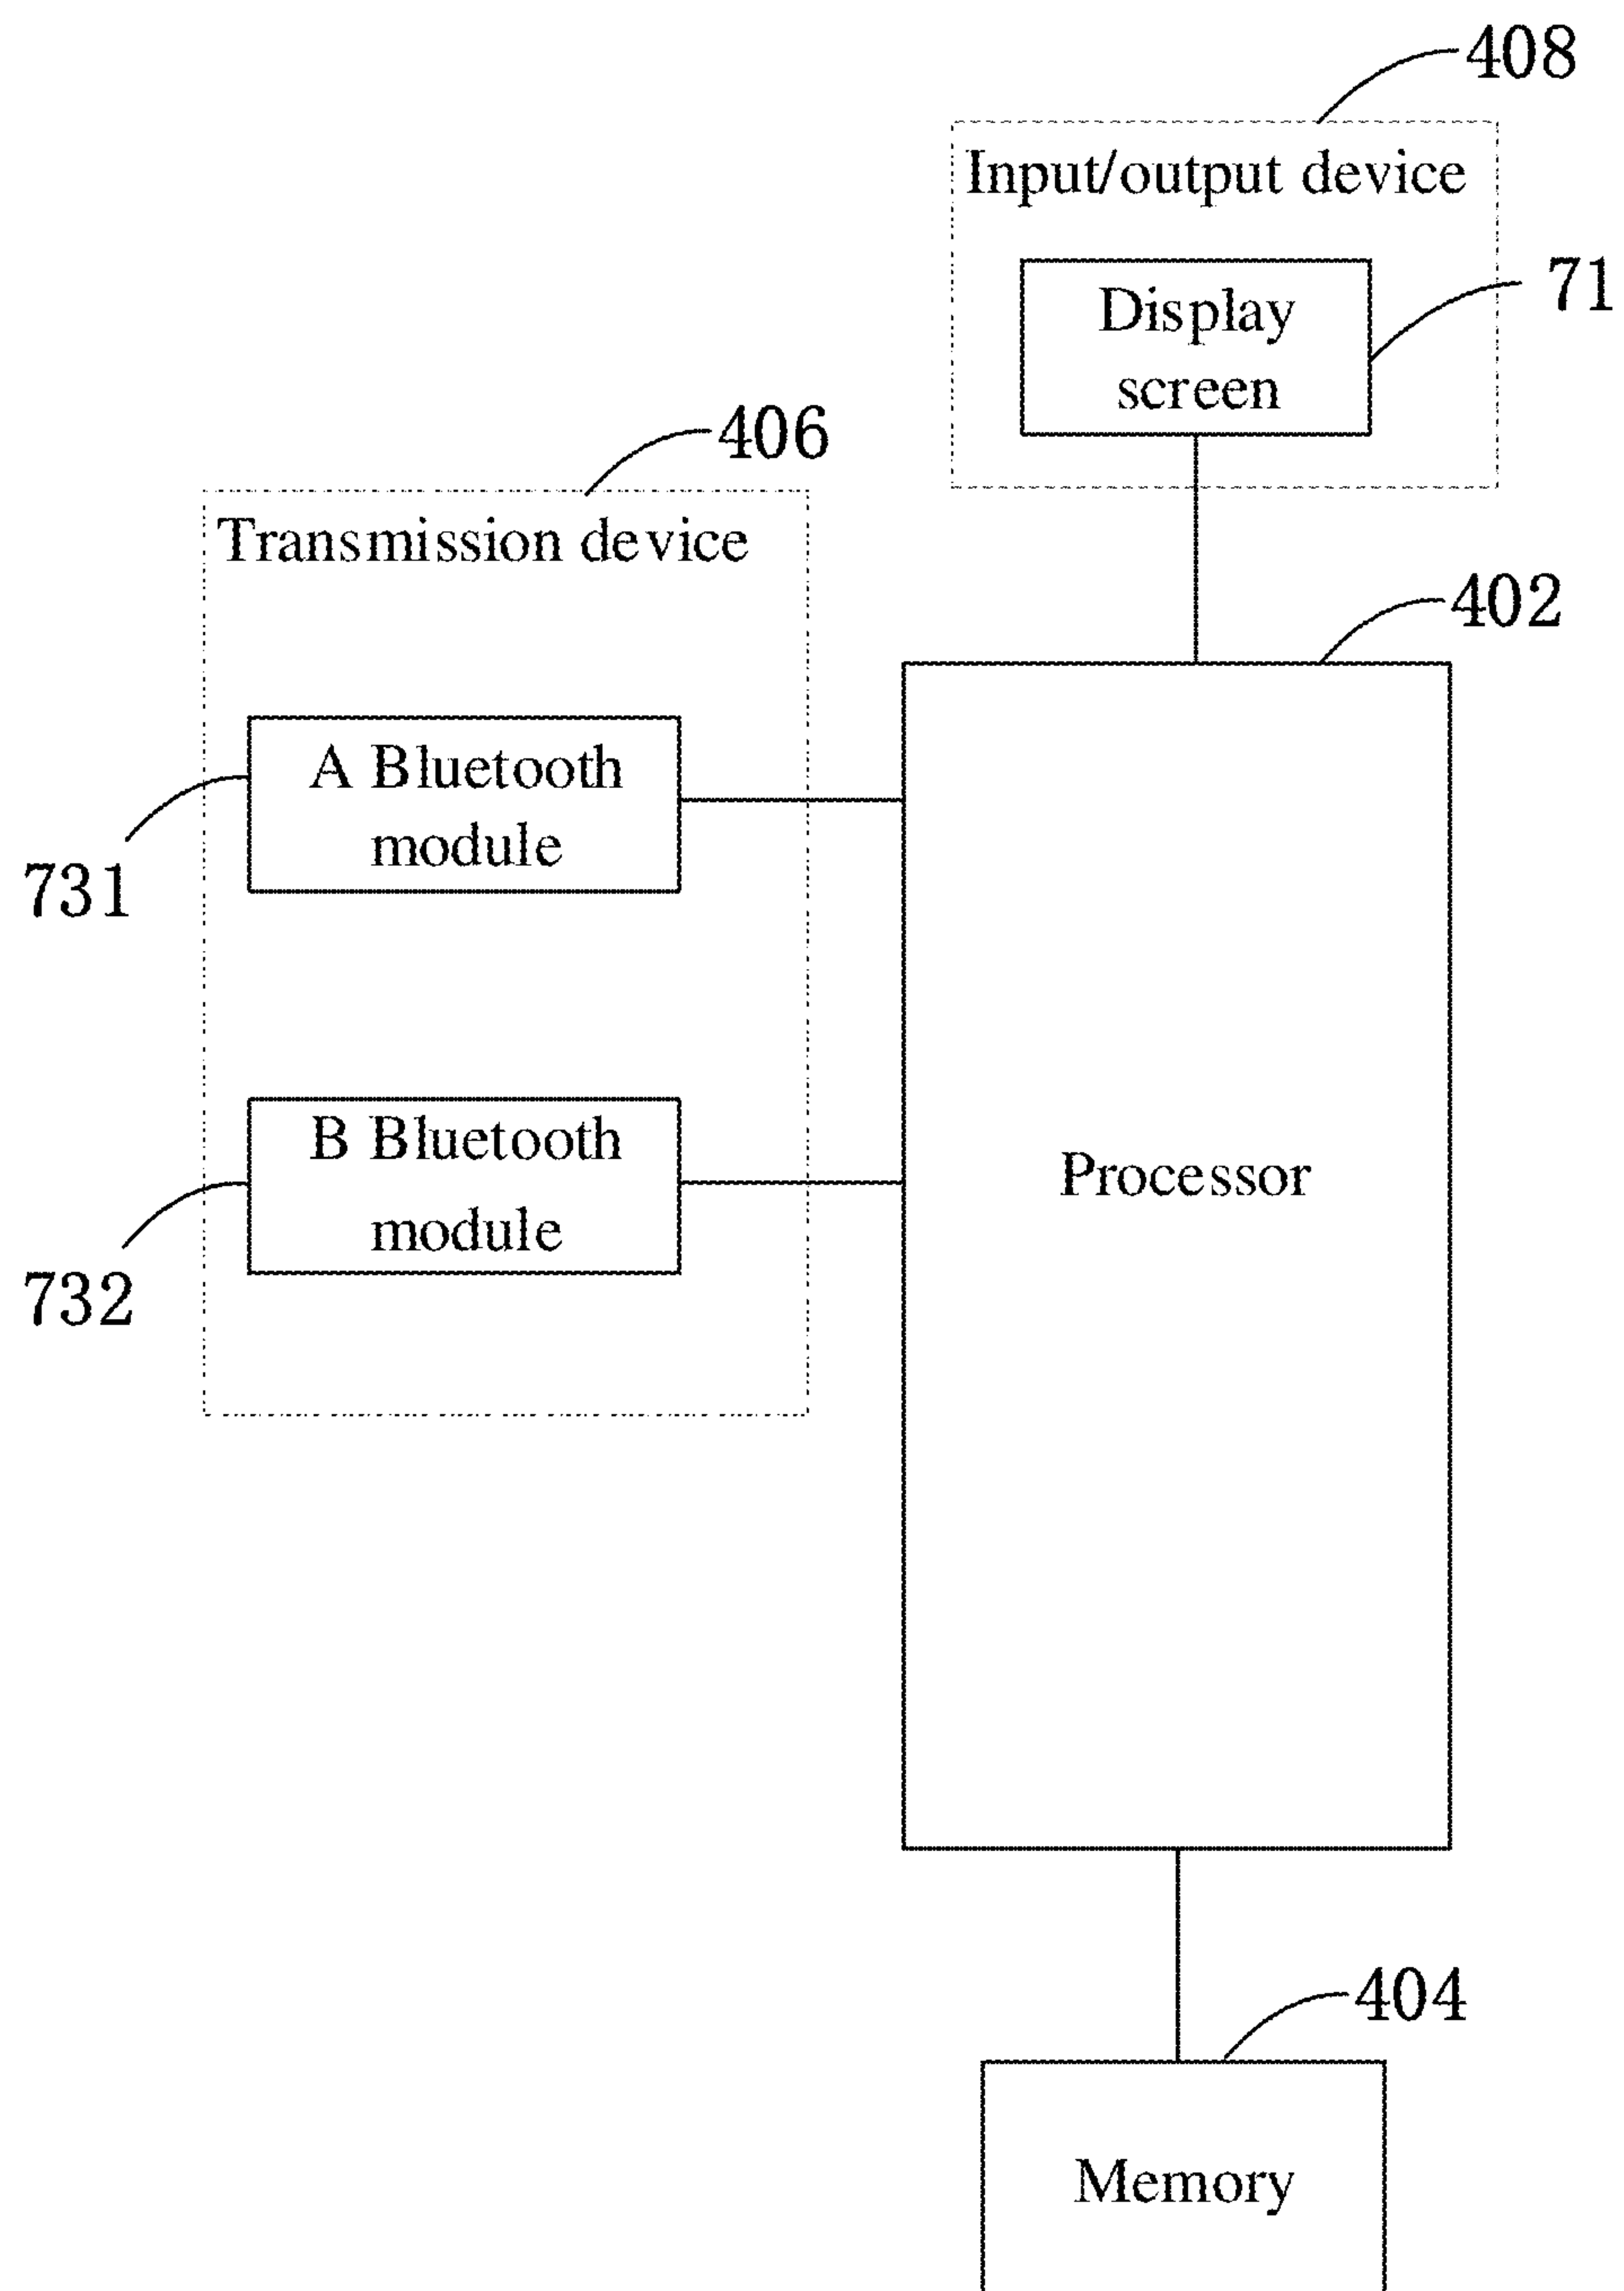 408
Input/output device
71
Display
screen
406
Transmission device
402
A Bluetooth
module
731
Processor
B Bluetooth
module
732
404
Memory